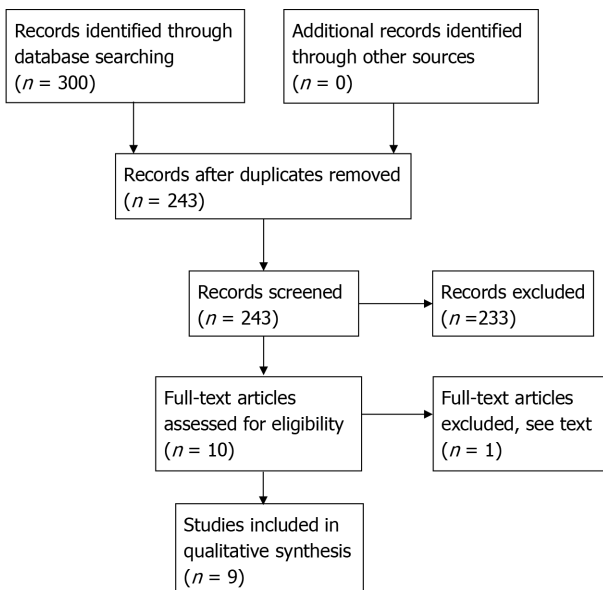 Records identified through
database searching
(n = 300)
Additional records identified
through other sources
(n = 0)
Records after duplicates removed
(n = 243)
Records screened
(n = 243)
Records excluded
(n =233)
Full-text articles
assessed for eligibility
(n = 10)
Full-text articles
excluded, see text
(n = 1)
Studies included in
qualitative synthesis
(n = 9)